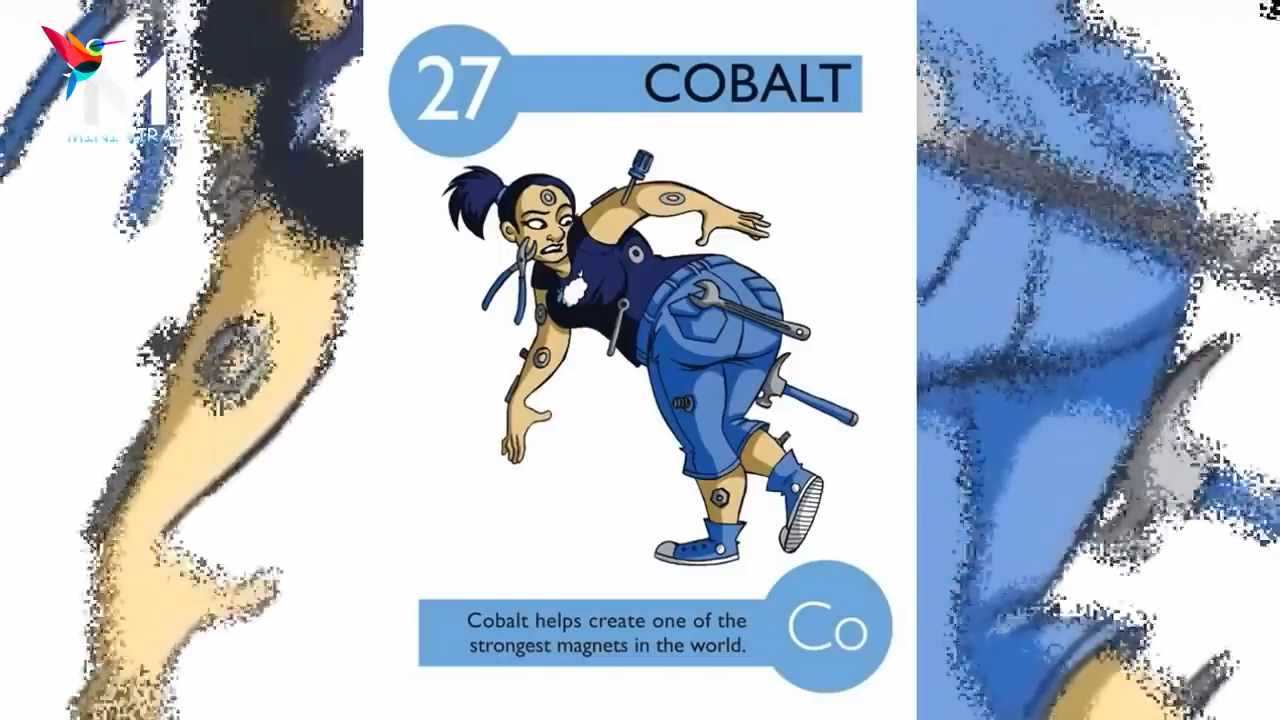 27
COBALT
M
Cobalt helps create one of the
strongest magnets in the world.
Co